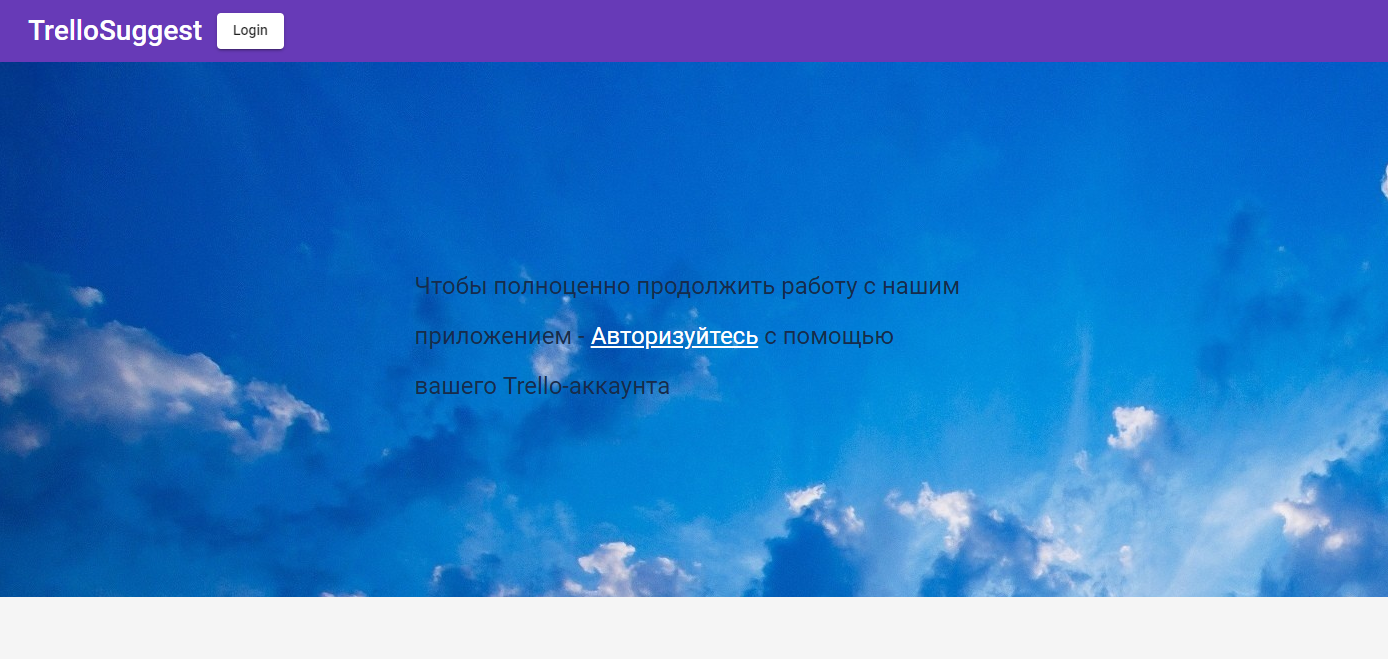 TrelloSuggest Login
Чтобы полноценно продолжить работу с нашим
приложением - Авторизуйтесь с помощью
вашего Trello-аккаунта